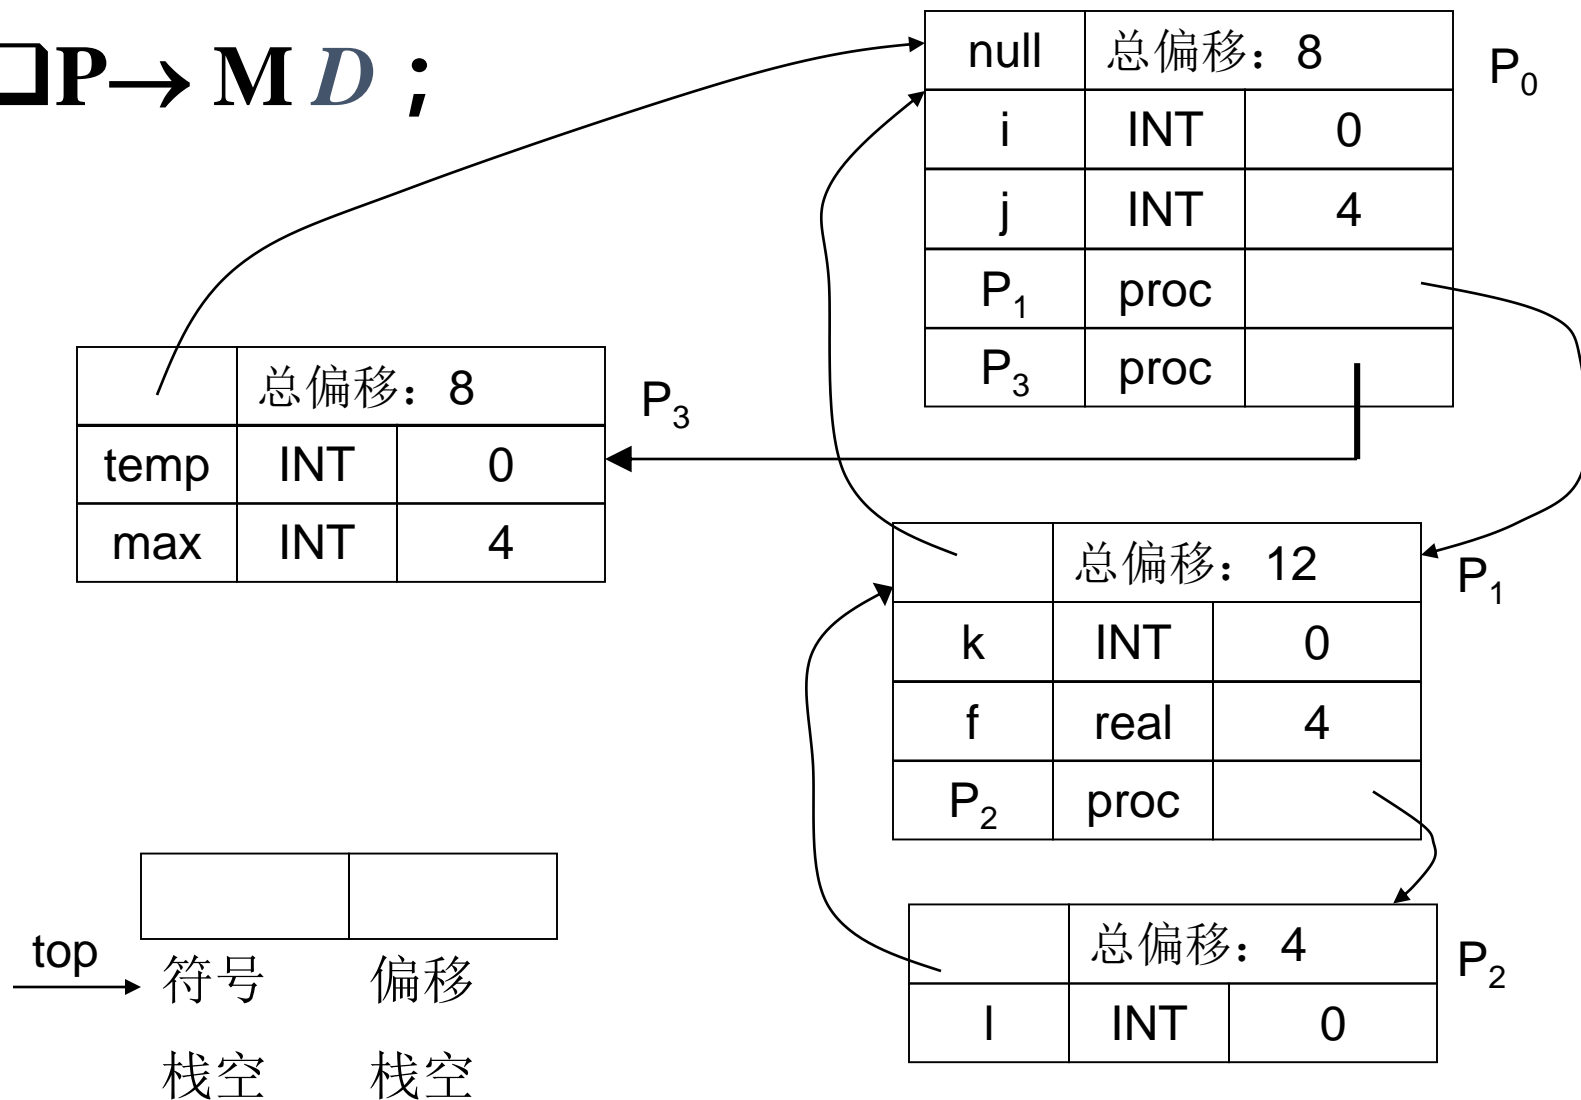 ❑P→ M D ;
null 总偏移：8 P₀
i INT 0
j INT 4
P₁ proc
P₃ proc
总偏移：8 P₃
temp INT 0
max INT 4
总偏移：12 P₁
k INT 0
f real 4
P₂ proc
总偏移：4 P₂
l INT 0
top
符号 偏移
栈空 栈空